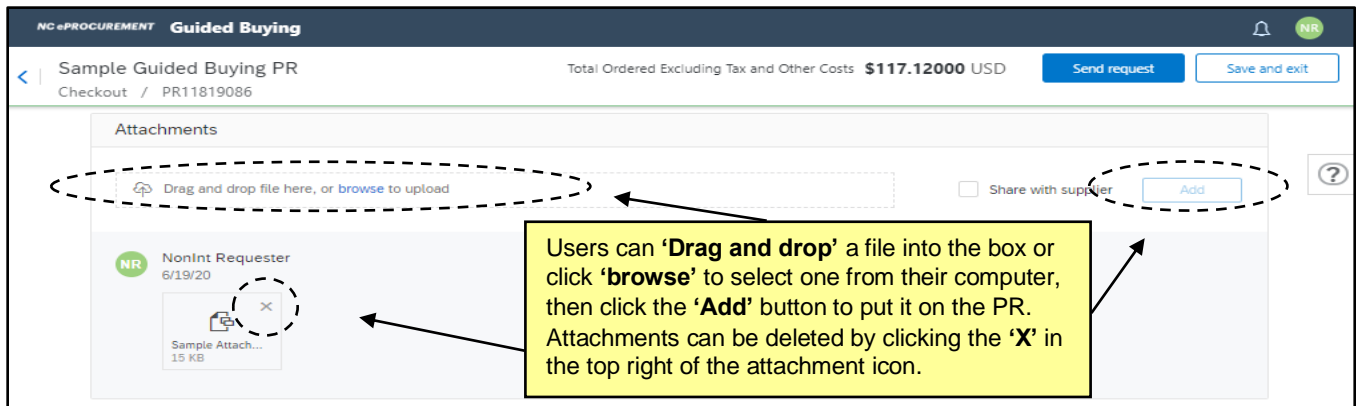 NC ePROCUREMENT Guided Buying
NR
Sample Guided Buying PR
Total Ordered Excluding Tax and Other Costs $117.12000 USD
Send request
Save and exit
Checkout / PR11819086
Attachments
Drag and drop file here, or browse to upload
Share with supplier
Add
?
Users can ‘Drag and drop’ a file into the box or
click ‘browse’ to select one from their computer,
then click the ‘Add’ button to put it on the PR.
Attachments can be deleted by clicking the ‘X’ in
the top right of the attachment icon.
NR
NonInt Requester
6/19/20
Sample Attach...
15 KB